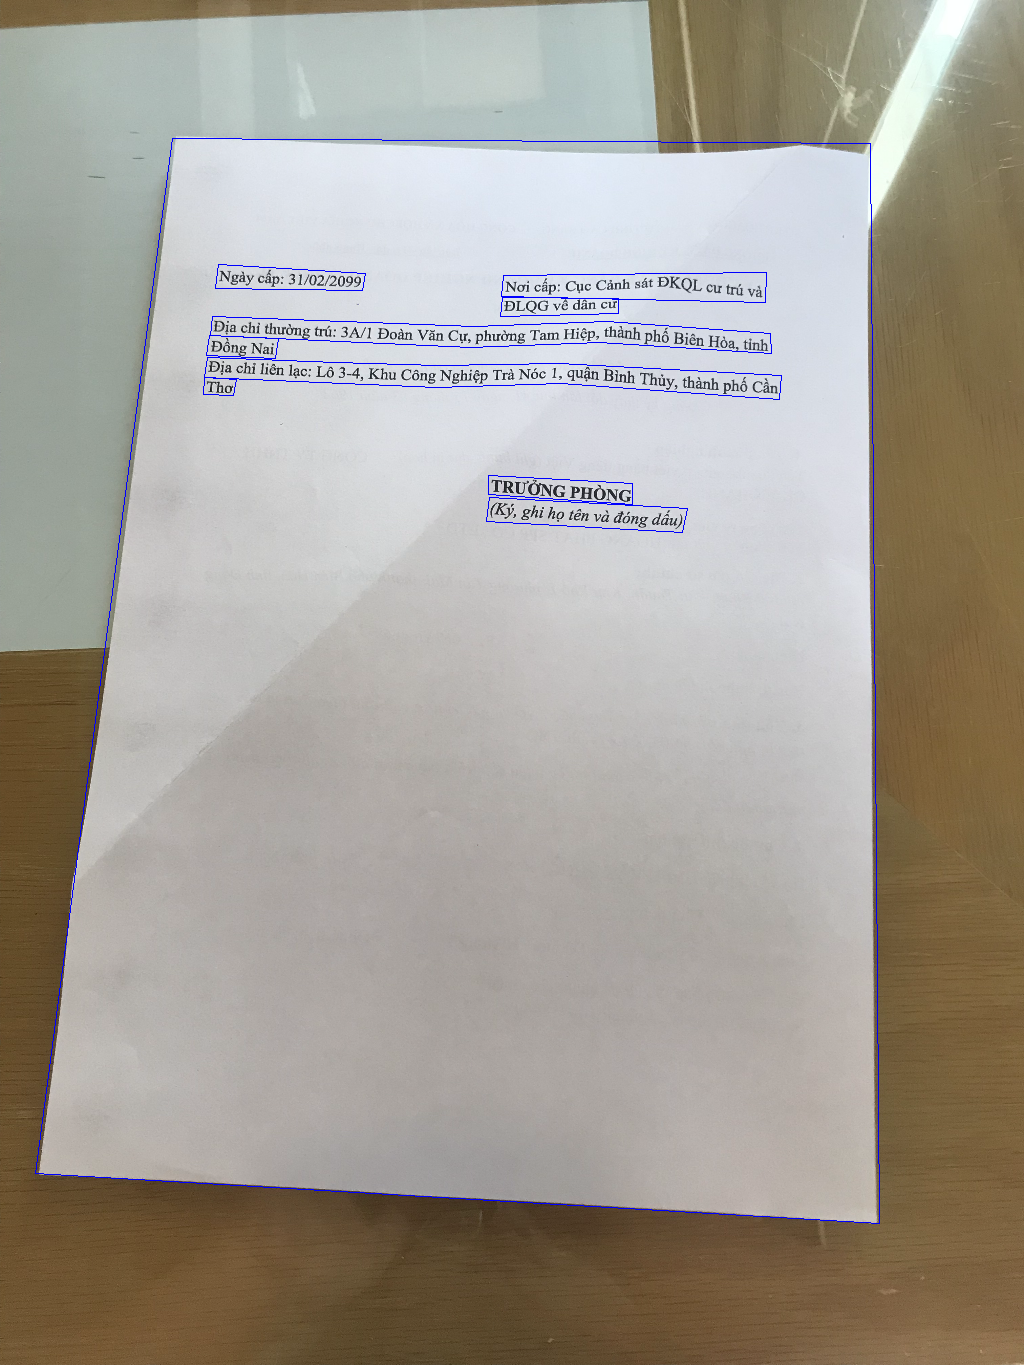 Ngày cấp: 31/02/2099
Nơi cấp: Cục Cảnh sát ĐKQL cư trú và
ĐLQG về dân cư
Địa chỉ thường trú: 3A/1 Đoàn Văn Cự, phường Tam Hiệp, thành phố Biên Hòa, tỉnh
Đồng Nai
Địa chỉ liên lạc: Lô 3-4, Khu Công Nghiệp Trà Nóc 1, quận Bình Thủy, thành phố Cần
Thơ
TRƯỞNG PHÒNG
(Ký, ghi họ tên và đóng dấu)